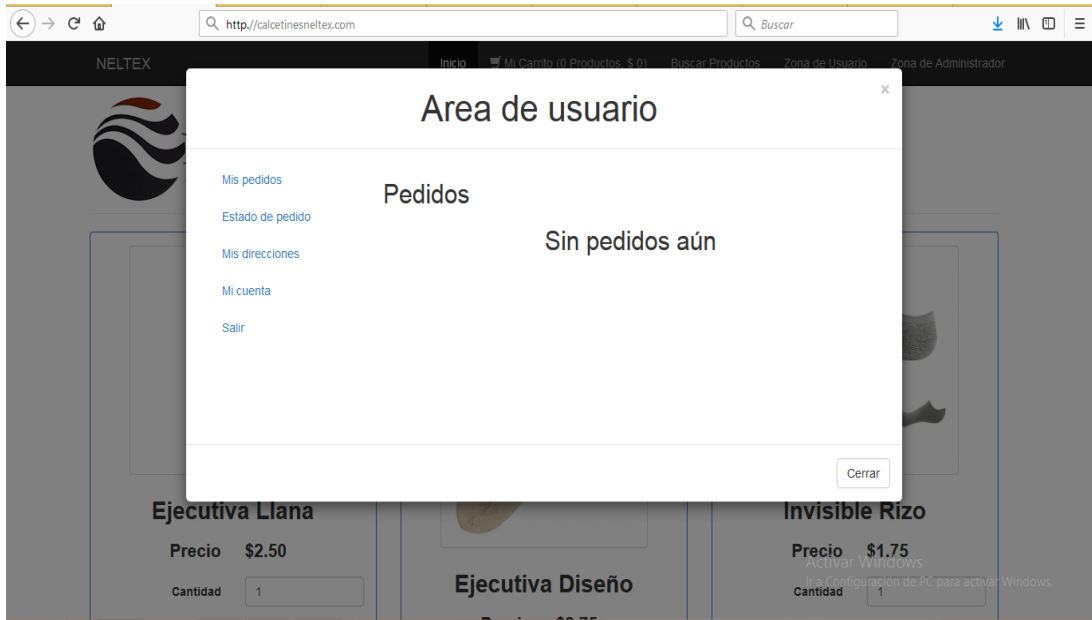 http.//calcetinesneltex.com
Buscar
NELTEX
Inicio
Mi Carrito (0 Productos, $ 0)
Buscar Productos
Zona de Usuario
Zona de Administrador
×
Area de usuario
Mis pedidos
Estado de pedido
Mis direcciones
Mi cuenta
Salir
Pedidos
Sin pedidos aún
Cerrar
Ejecutiva Llana
Precio $2.50
Cantidad 1
Ejecutiva Diseño
Invisible Rizo
Precio $1.75
Cantidad 1
Activar Windows
Ir a Configuración de PC para activar Windows.